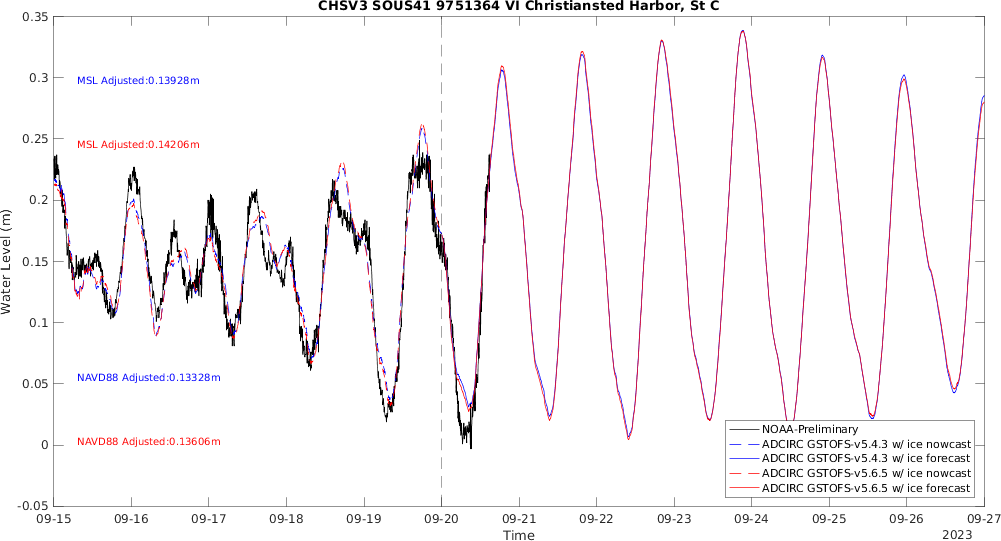 CHSV3 SOUS41 9751364 VI Christiansted Harbor, St C
0.35
0.3
0.25
0.2
0.15
0.1
0.05
0
-0.05
Water Level (m)
MSL Adjusted:0.13928m
MSL Adjusted:0.14206m
NAVD88 Adjusted:0.13328m
NAVD88 Adjusted:0.13606m
NOAA-Preliminary
ADCIRC GSTOFS-v5.4.3 w/ ice nowcast
ADCIRC GSTOFS-v5.4.3 w/ ice forecast
ADCIRC GSTOFS-v5.6.5 w/ ice nowcast
ADCIRC GSTOFS-v5.6.5 w/ ice forecast
09-15 09-16 09-17 09-18 09-19 09-20 09-21 09-22 09-23 09-24 09-25 09-26 09-27
Time
2023